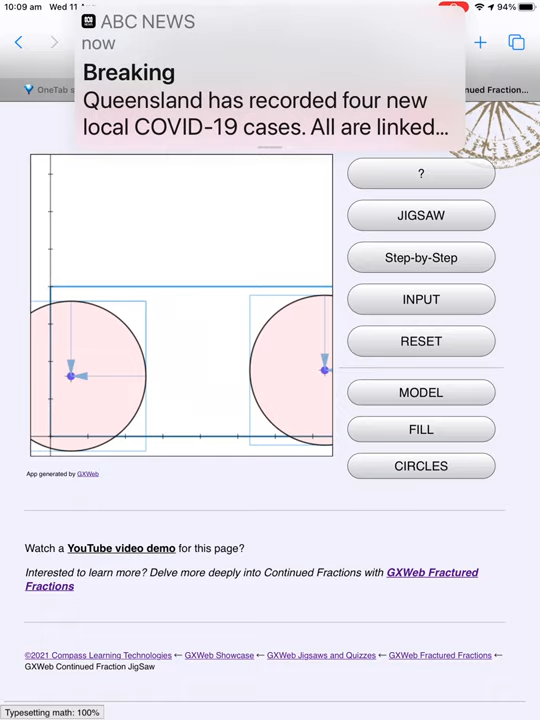 10:09 am Wed 11
94%
ABC NEWS
now
Breaking
Queensland has recorded four new
local COVID-19 cases. All are linked...
OneTab s
nued Fraction...
?
JIGSAW
Step-by-Step
INPUT
RESET
MODEL
FILL
CIRCLES
App generated by GXWeb
Watch a YouTube video demo for this page?
Interested to learn more? Delve more deeply into Continued Fractions with GXWeb Fractured
Fractions
©2021 Compass Learning Technologies ← GXWeb Showcase ← GXWeb Jigsaws and Quizzes ← GXWeb Fractured Fractions ←
GXWeb Continued Fraction JigSaw
Typesetting math: 100%